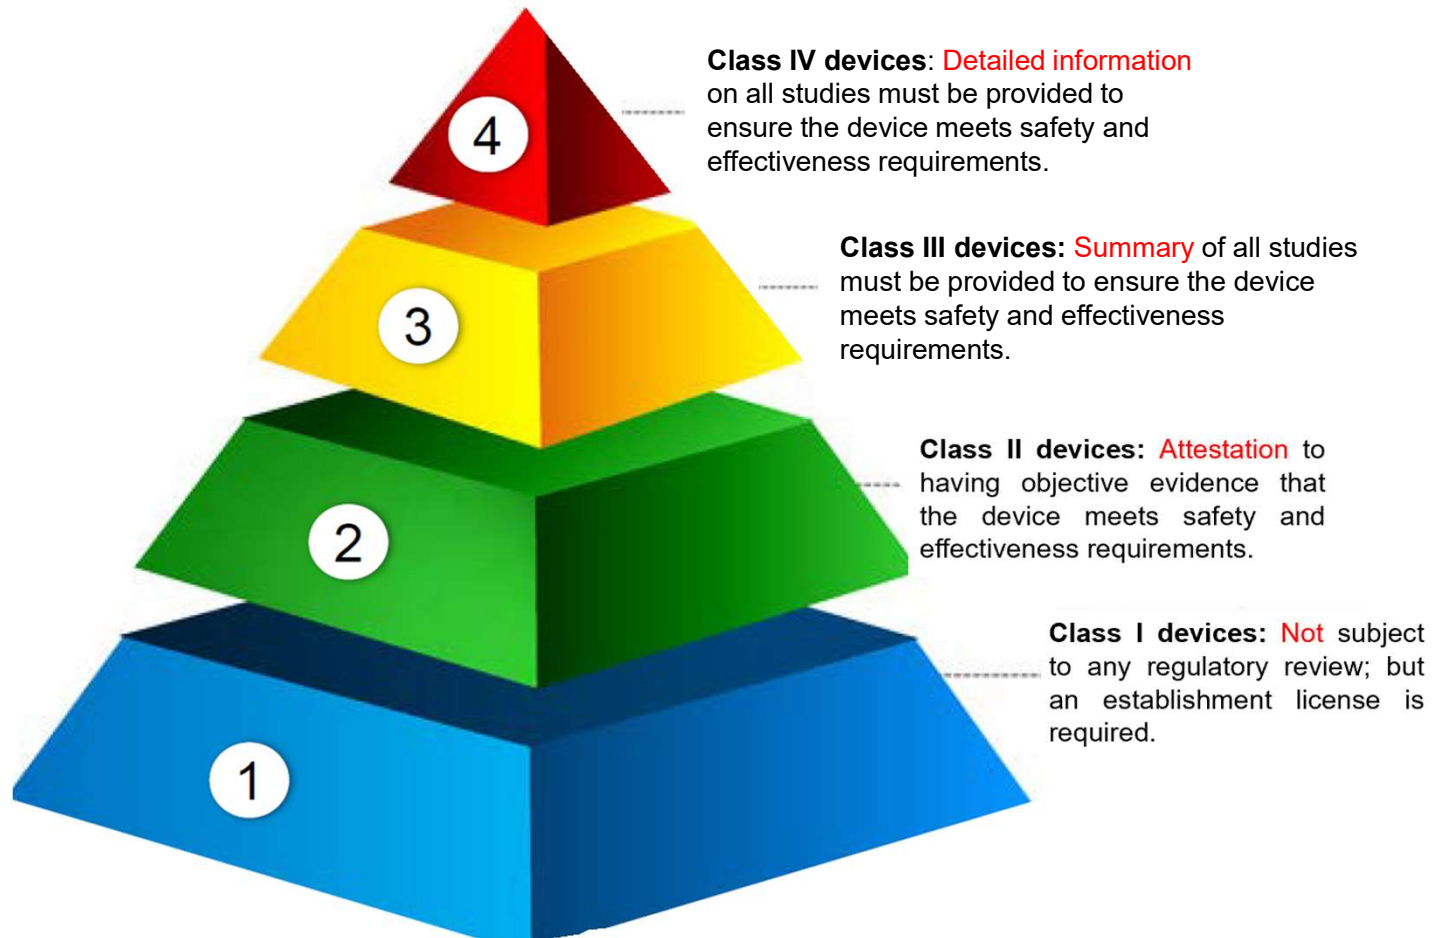 4
Class IV devices: Detailed information
on all studies must be provided to
ensure the device meets safety and
effectiveness requirements.
3
Class III devices: Summary of all studies
must be provided to ensure the device
meets safety and effectiveness
requirements.
2
Class II devices: Attestation to
having objective evidence that
the device meets safety and
effectiveness requirements.
1
Class I devices: Not subject
to any regulatory review; but
an establishment license is
required.